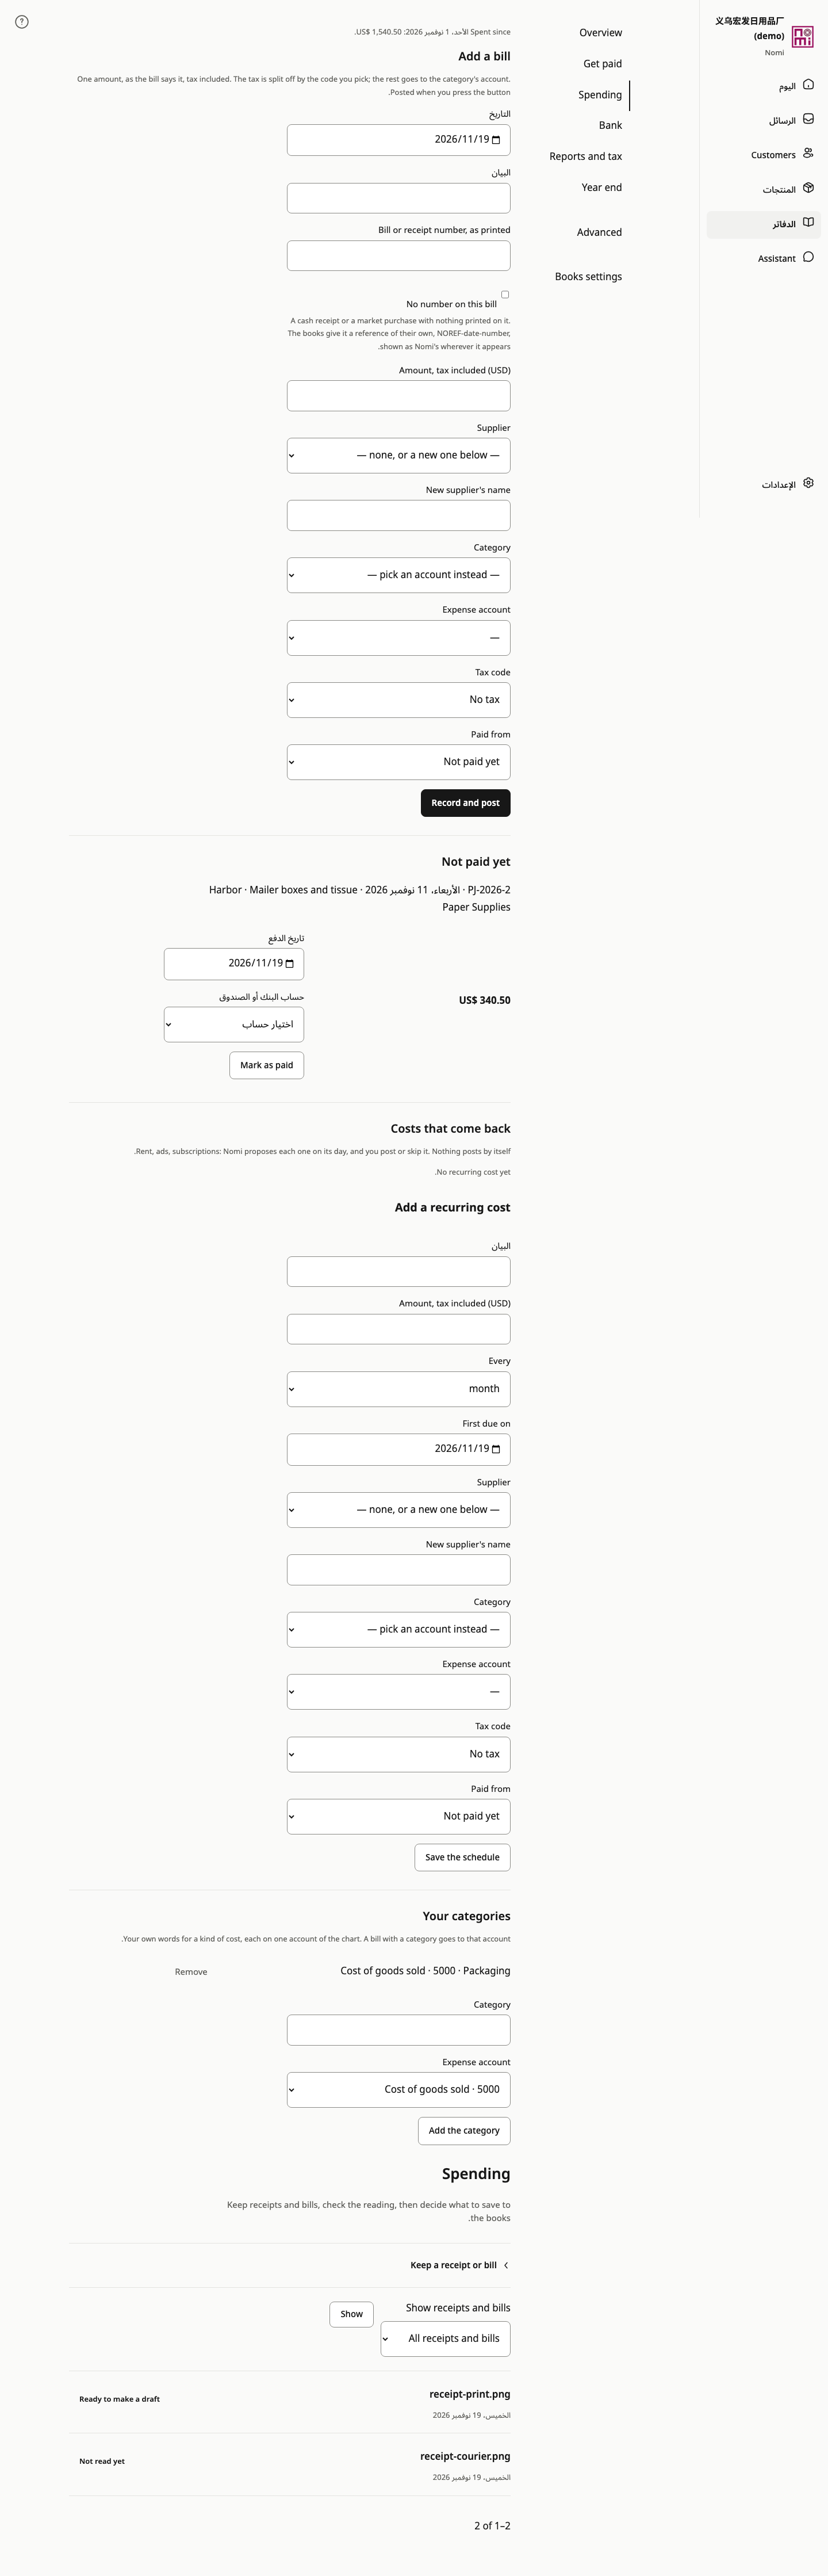 义乌宏发日用品厂
(demo)
Nomi
اليوم
الرسائل
Customers
المنتجات
الدفاتر
Assistant
الإعدادات
Overview
Get paid
Spending
Bank
Reports and tax
Year end
Advanced
Books settings
Spent since الأحد، 1 نوفمبر 2026: US$ 1,540.50.
Add a bill
One amount, as the bill says it, tax included. The tax is split off by the code you pick; the rest goes to the category's account.
Posted when you press the button.
التاريخ
2026/11/19
البيان
Bill or receipt number, as printed
No number on this bill
A cash receipt or a market purchase with nothing printed on it.
The books give it a reference of their own, NOREF-date-number,
shown as Nomi's wherever it appears.
Amount, tax included (USD)
Supplier
— none, or a new one below —
New supplier's name
Category
— pick an account instead —
Expense account
—
Tax code
No tax
Paid from
Not paid yet
Record and post
Not paid yet
Harbor · Mailer boxes and tissue · الأربعاء، 11 نوفمبر 2026 · PJ-2026-2
Paper Supplies
US$ 340.50
تاريخ الدفع
2026/11/19
حساب البنك أو الصندوق
اختيار حساب
Mark as paid
Costs that come back
Rent, ads, subscriptions: Nomi proposes each one on its day, and you post or skip it. Nothing posts by itself.
No recurring cost yet.
Add a recurring cost
البيان
Amount, tax included (USD)
Every
month
First due on
2026/11/19
Supplier
— none, or a new one below —
New supplier's name
Category
— pick an account instead —
Expense account
—
Tax code
No tax
Paid from
Not paid yet
Save the schedule
Your categories
Your own words for a kind of cost, each on one account of the chart. A bill with a category goes to that account.
Cost of goods sold · 5000 · Packaging
Remove
Category
Expense account
Cost of goods sold · 5000
Add the category
Spending
Keep receipts and bills, check the reading, then decide what to save to
the books.
Keep a receipt or bill
Show receipts and bills
All receipts and bills
Show
receipt-print.png
الخميس، 19 نوفمبر 2026
Ready to make a draft
receipt-courier.png
الخميس، 19 نوفمبر 2026
Not read yet
2 of 1–2